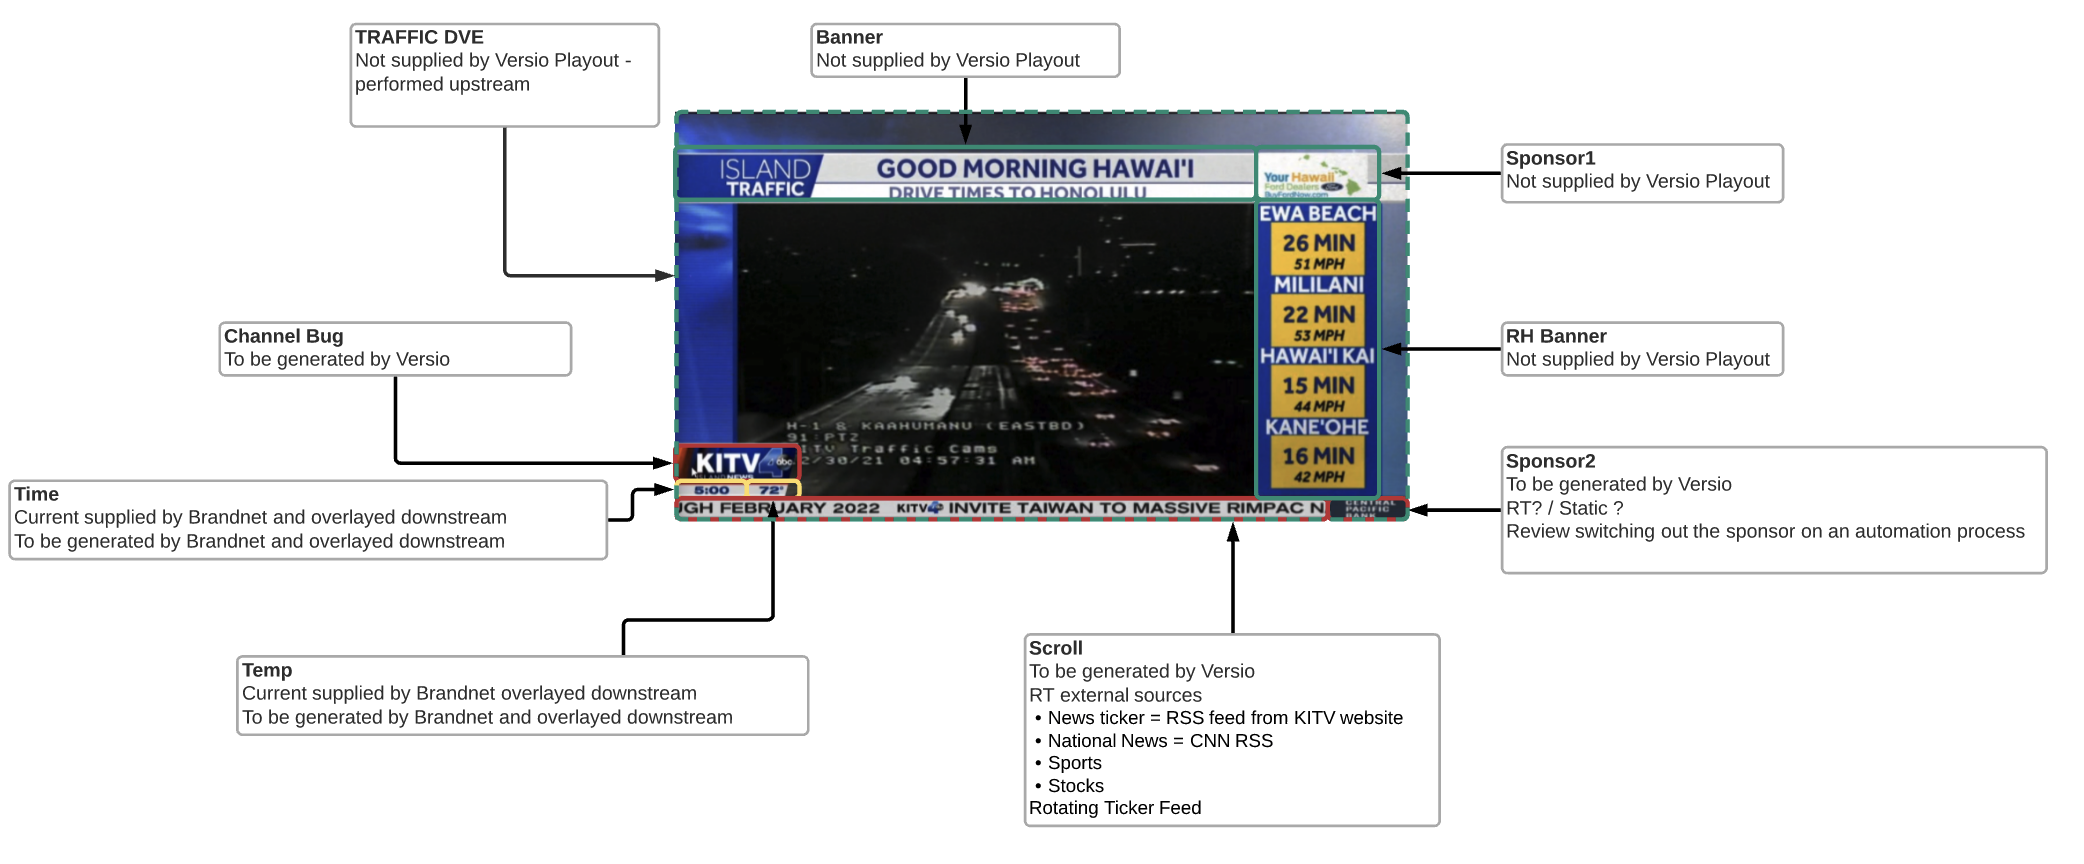 TRAFFIC DVE
Not supplied by Versio Playout -
performed upstream
Banner
Not supplied by Versio Playout
Sponsor1
Not supplied by Versio Playout
ISLAND
TRAFFIC
GOOD MORNING HAWAI'I
DRIVE TIMES TO HONOLULU
Your Hawaii
Ford Dealers
BuyFordNow.com
EWA BEACH
26 MIN
51 MPH
MILILANI
22 MIN
53 MPH
HAWAI'I KAI
15 MIN
44 MPH
KANE'OHE
16 MIN
42 MPH
RH Banner
Not supplied by Versio Playout
Channel Bug
To be generated by Versio
H-1 & KAAHUMANU (EASTBD)
91:PT2
ITV Traffic Cams
2/30/21 04:57:31 AM
KITV 4 abc
ISLAND NEWS
5:00 72°
UGH FEBRUARY 2022 KITV4 INVITE TAIWAN TO MASSIVE RIMPAC N
CENTRAL
PACIFIC
BANK
Time
Current supplied by Brandnet and overlayed downstream
To be generated by Brandnet and overlayed downstream
Sponsor2
To be generated by Versio
RT? / Static ?
Review switching out the sponsor on an automation process
Temp
Current supplied by Brandnet overlayed downstream
To be generated by Brandnet and overlayed downstream
Scroll
To be generated by Versio
RT external sources
• News ticker = RSS feed from KITV website
• National News = CNN RSS
• Sports
• Stocks
Rotating Ticker Feed